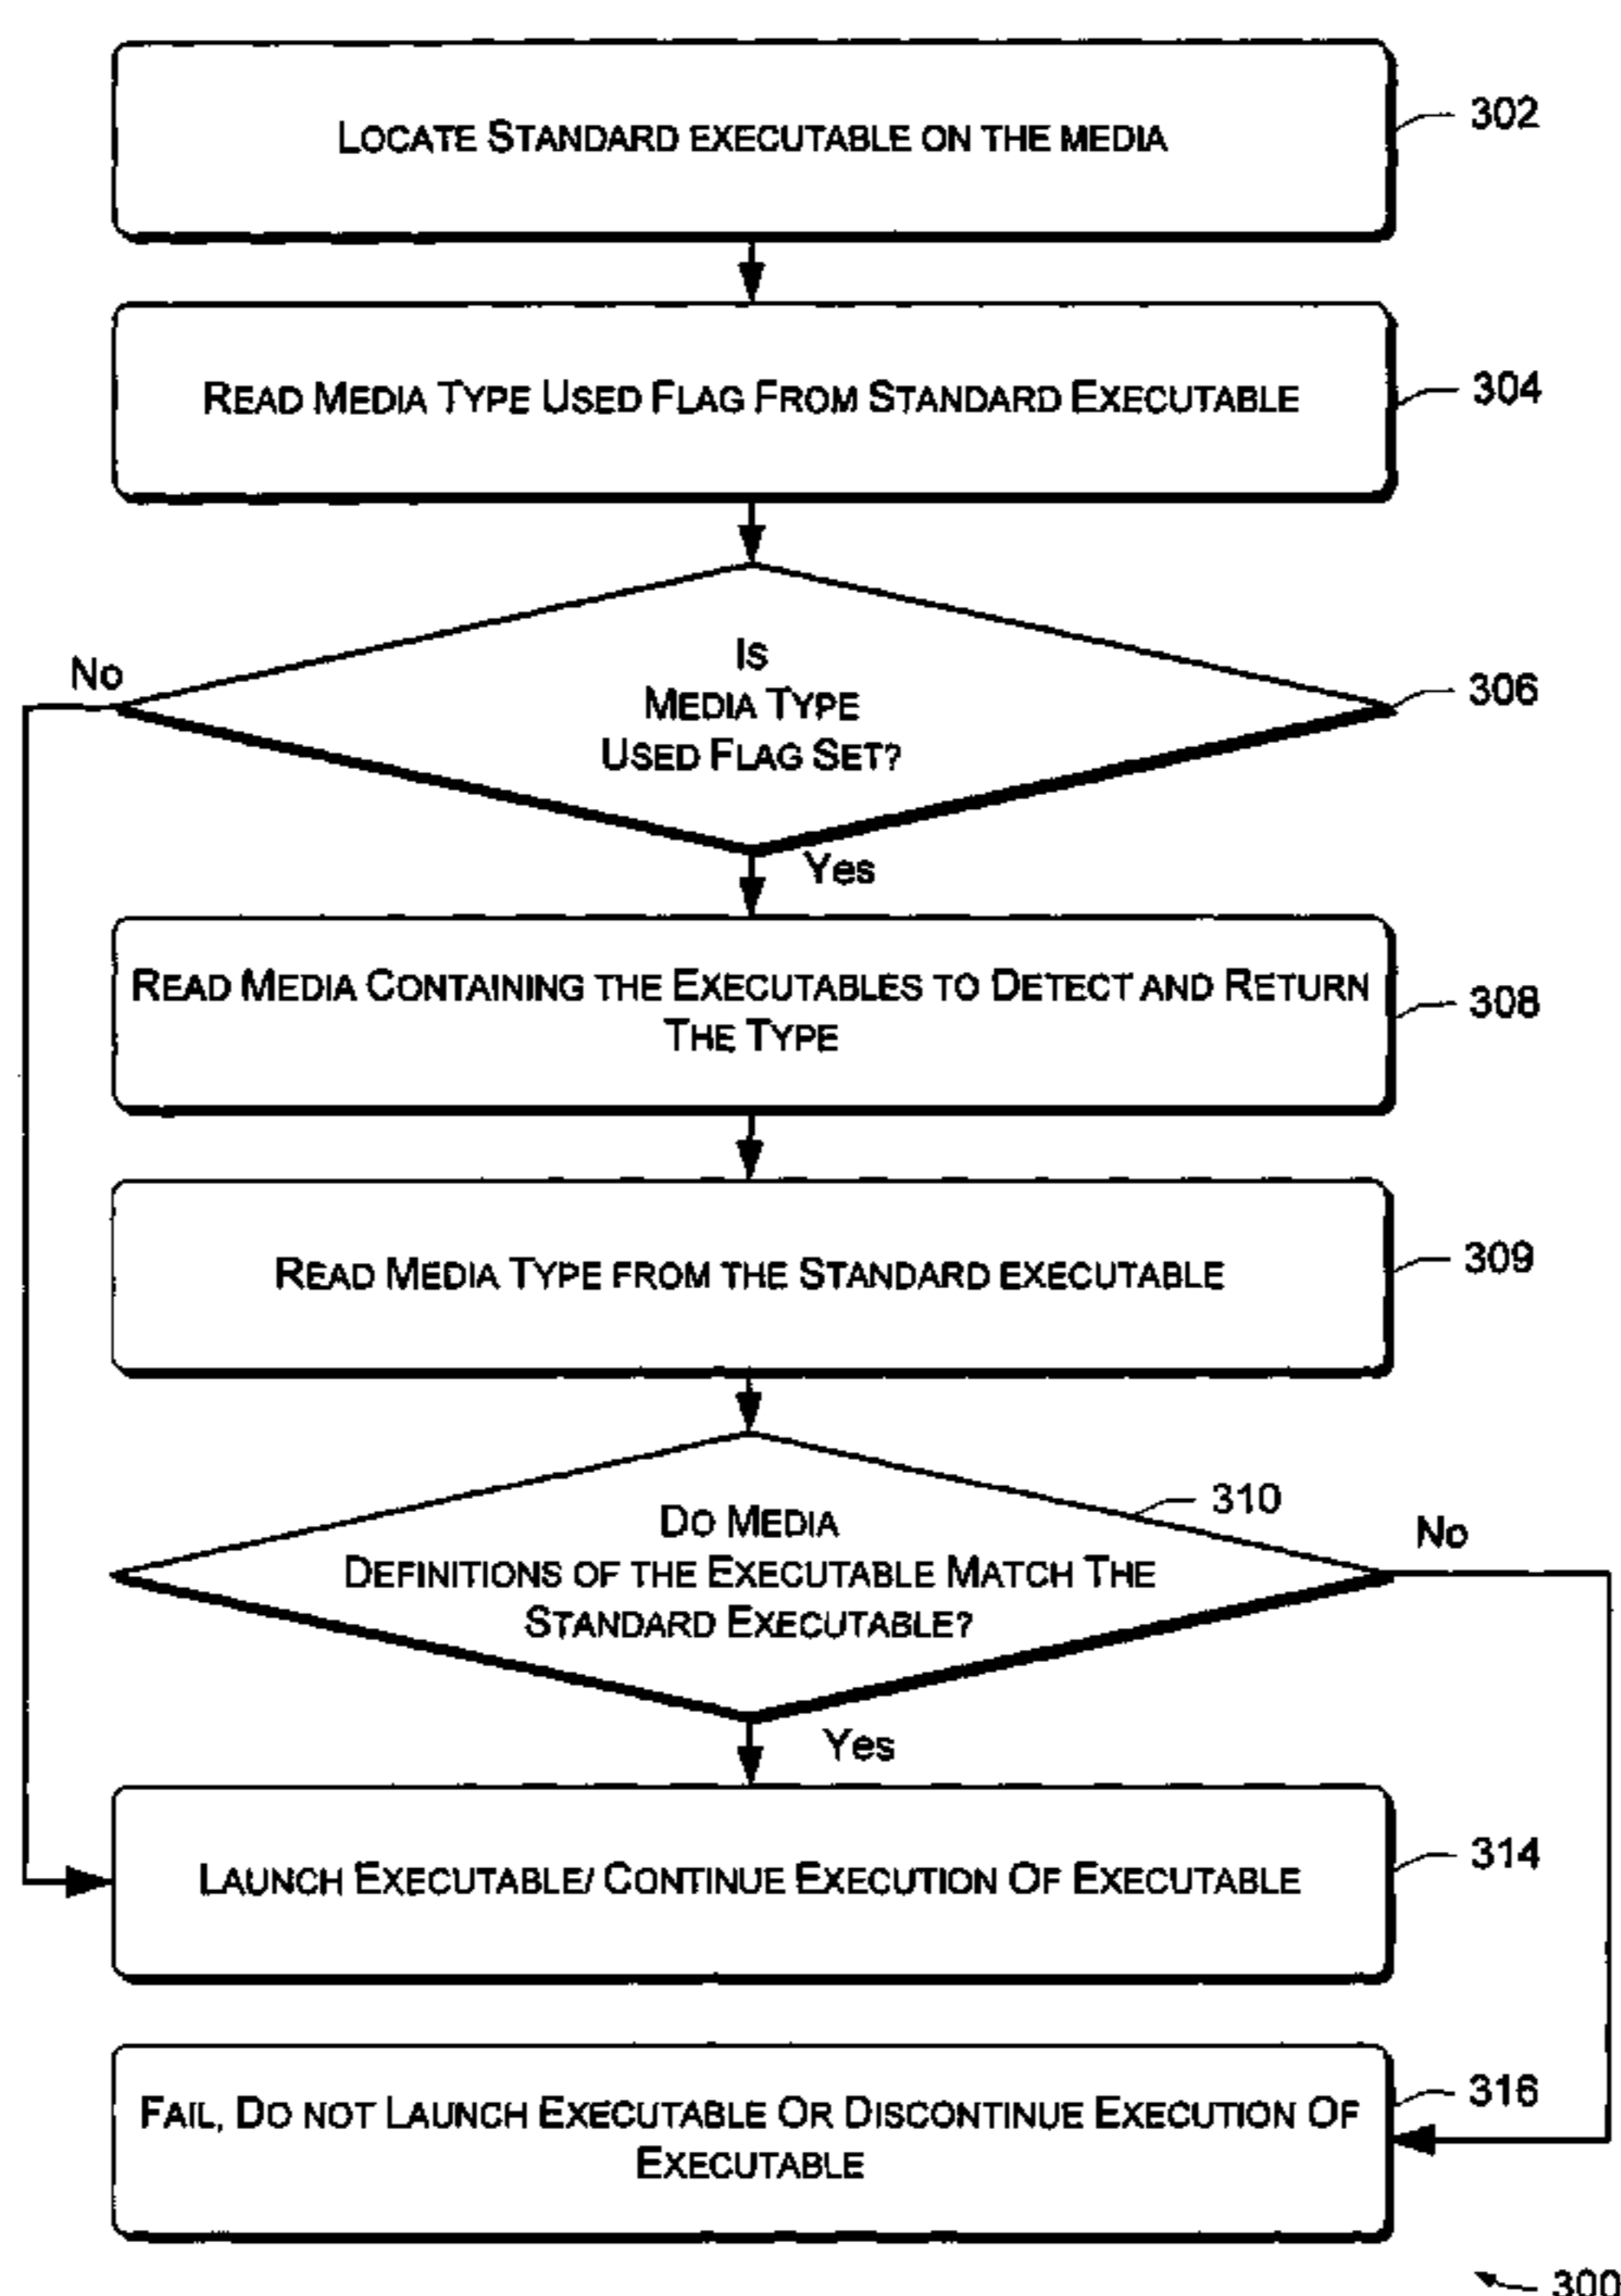 LOCATE STANDARD EXECUTABLE ON THE MEDIA
302
READ MEDIA TYPE USED FLAG FROM STANDARD EXECUTABLE
304
No
IS
MEDIA TYPE
USED FLAG SET?
306
Yes
READ MEDIA CONTAINING THE EXECUTABLES TO DETECT AND RETURN
THE TYPE
308
READ MEDIA TYPE FROM THE STANDARD EXECUTABLE
309
310
DO MEDIA
DEFINITIONS OF THE EXECUTABLE MATCH THE
STANDARD EXECUTABLE?
No
Yes
LAUNCH EXECUTABLE/ CONTINUE EXECUTION OF EXECUTABLE
314
FAIL, DO NOT LAUNCH EXECUTABLE OR DISCONTINUE EXECUTION OF
EXECUTABLE
316
300